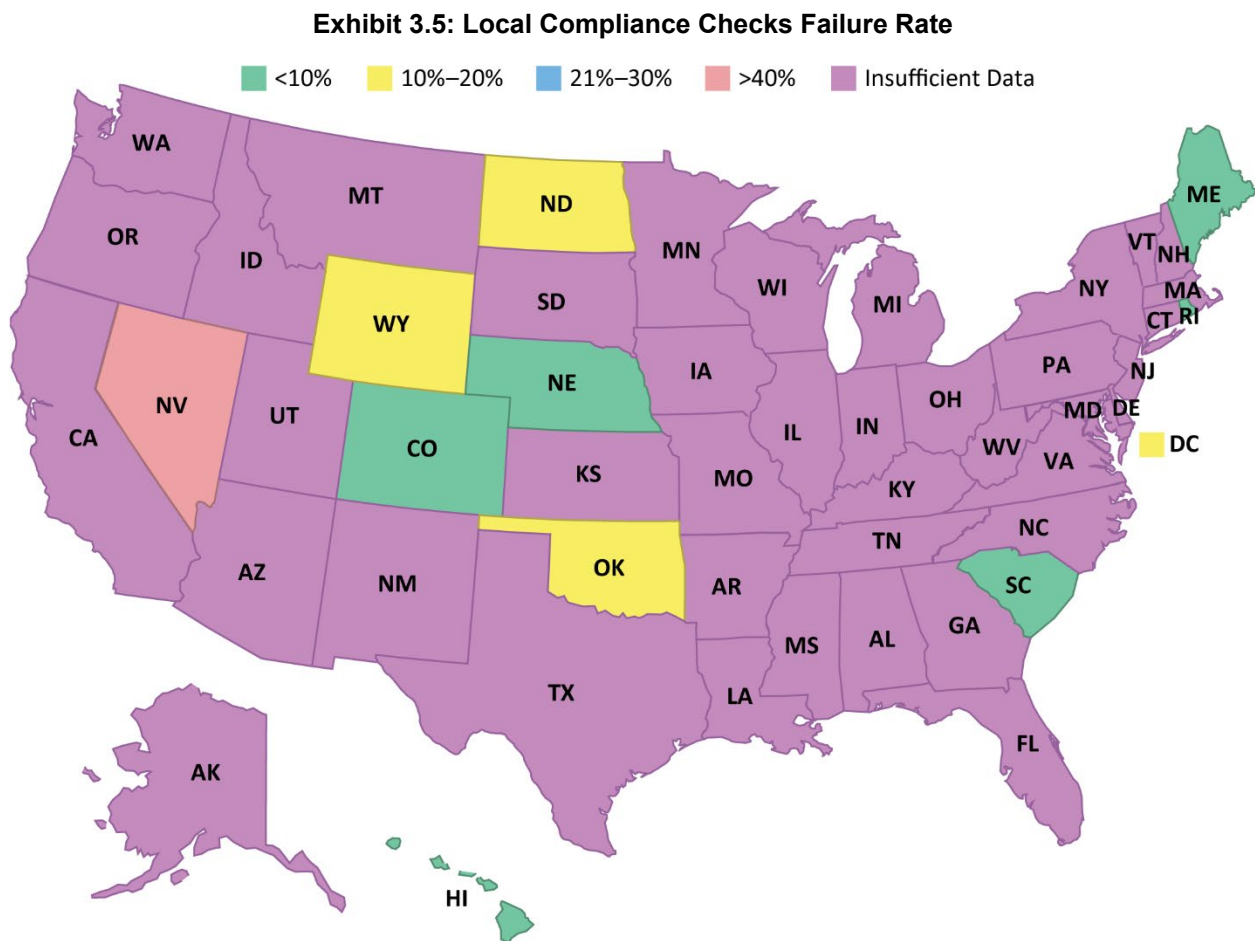 Exhibit 3.5: Local Compliance Checks Failure Rate
<10% 10%–20% 21%–30% >40% Insufficient Data
WA
ME
MT
ND
OR
VT
MN
NH
ID
WI
NY
MA
SD
MI
CT RI
WY
IA
PA
NJ
NE
NV
OH
MD DE
UT
IL
IN
CA
DC
CO
WV
VA
KS
MO
KY
NC
TN
OK
AZ
NM
AR
SC
GA
MS
AL
TX
LA
FL
AK
HI